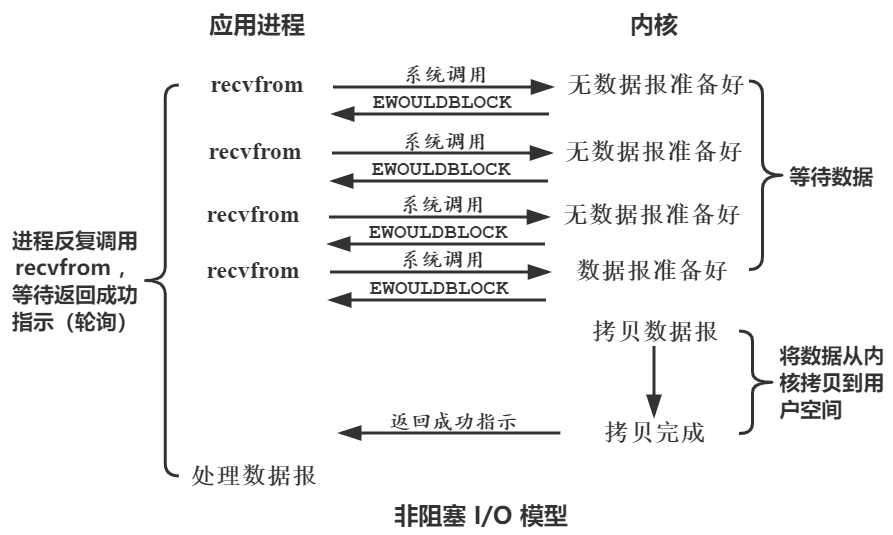 应用进程 内核
recvfrom 系统调用 无数据报准备好
EWOULDBLOCK
recvfrom 系统调用 无数据报准备好
EWOULDBLOCK
recvfrom 系统调用 无数据报准备好
EWOULDBLOCK
recvfrom 系统调用 数据报准备好
EWOULDBLOCK
等待数据
进程反复调用
recvfrom，
等待返回成功
指示（轮询）
拷贝数据报
将数据从内
核拷贝到用
户空间
返回成功指示 拷贝完成
处理数据报
非阻塞 I/O 模型